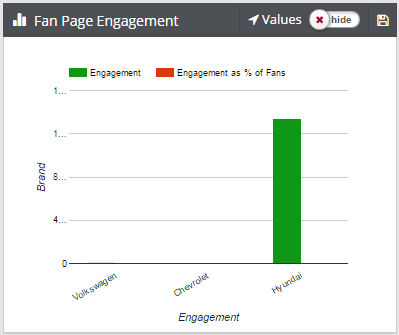 Fan Page Engagement
Values
hide
Engagement
Engagement as % of Fans
1...
1...
8...
4...
0
Brand
Volkswagen
Chevrolet
Hyundai
Engagement